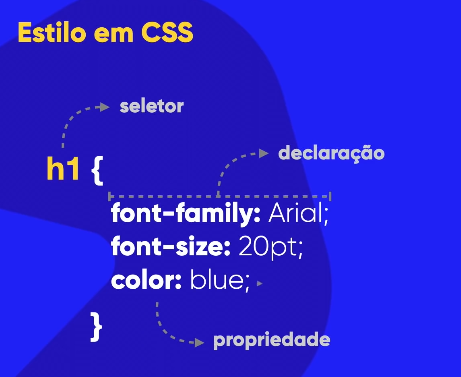 Estilo em CSS
seletor
h1 {
declaração
font-family: Arial;
font-size: 20pt;
color: blue;
}
propriedade